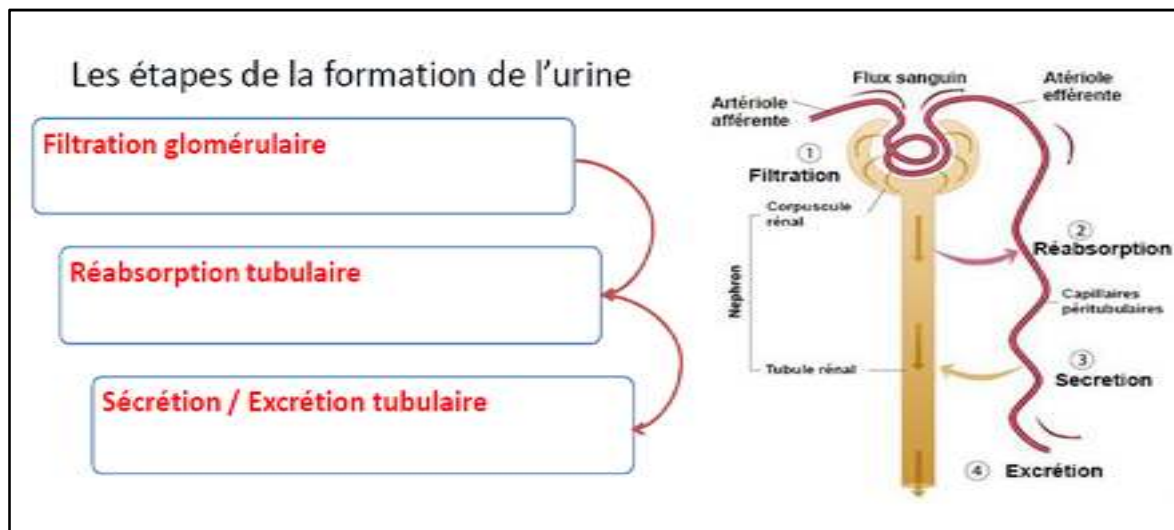 Les étapes de la formation de l'urine
Filtration glomérulaire
Réabsorption tubulaire
Sécrétion / Excrétion tubulaire
Flux sanguin
Atériole
efférente
Artériole
afférente
①
Filtration
Corpuscule
rénal
②
Réabsorption
Nephron
Capillaires
péritubulaires
③
Secretion
Tubule rénal
④ Excrétion